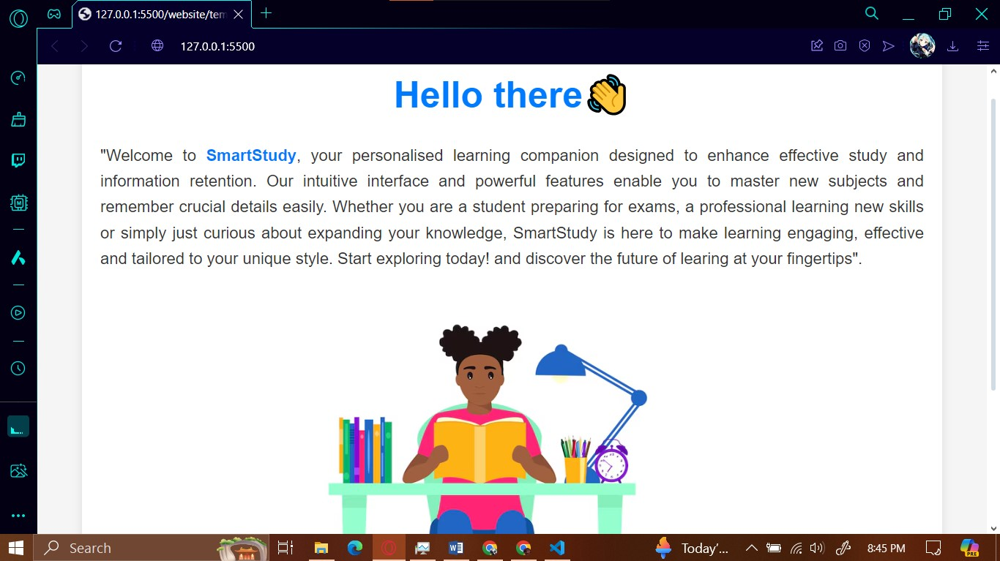 127.0.0.1:5500/website/tem
127.0.0.1:5500
Hello there👋
"Welcome to SmartStudy, your personalised learning companion designed to enhance effective study and
information retention. Our intuitive interface and powerful features enable you to master new subjects and
remember crucial details easily. Whether you are a student preparing for exams, a professional learning new skills
or simply just curious about expanding your knowledge, SmartStudy is here to make learning engaging, effective
and tailored to your unique style. Start exploring today! and discover the future of learing at your fingertips".
Search
Today'...
8:45 PM
PRE